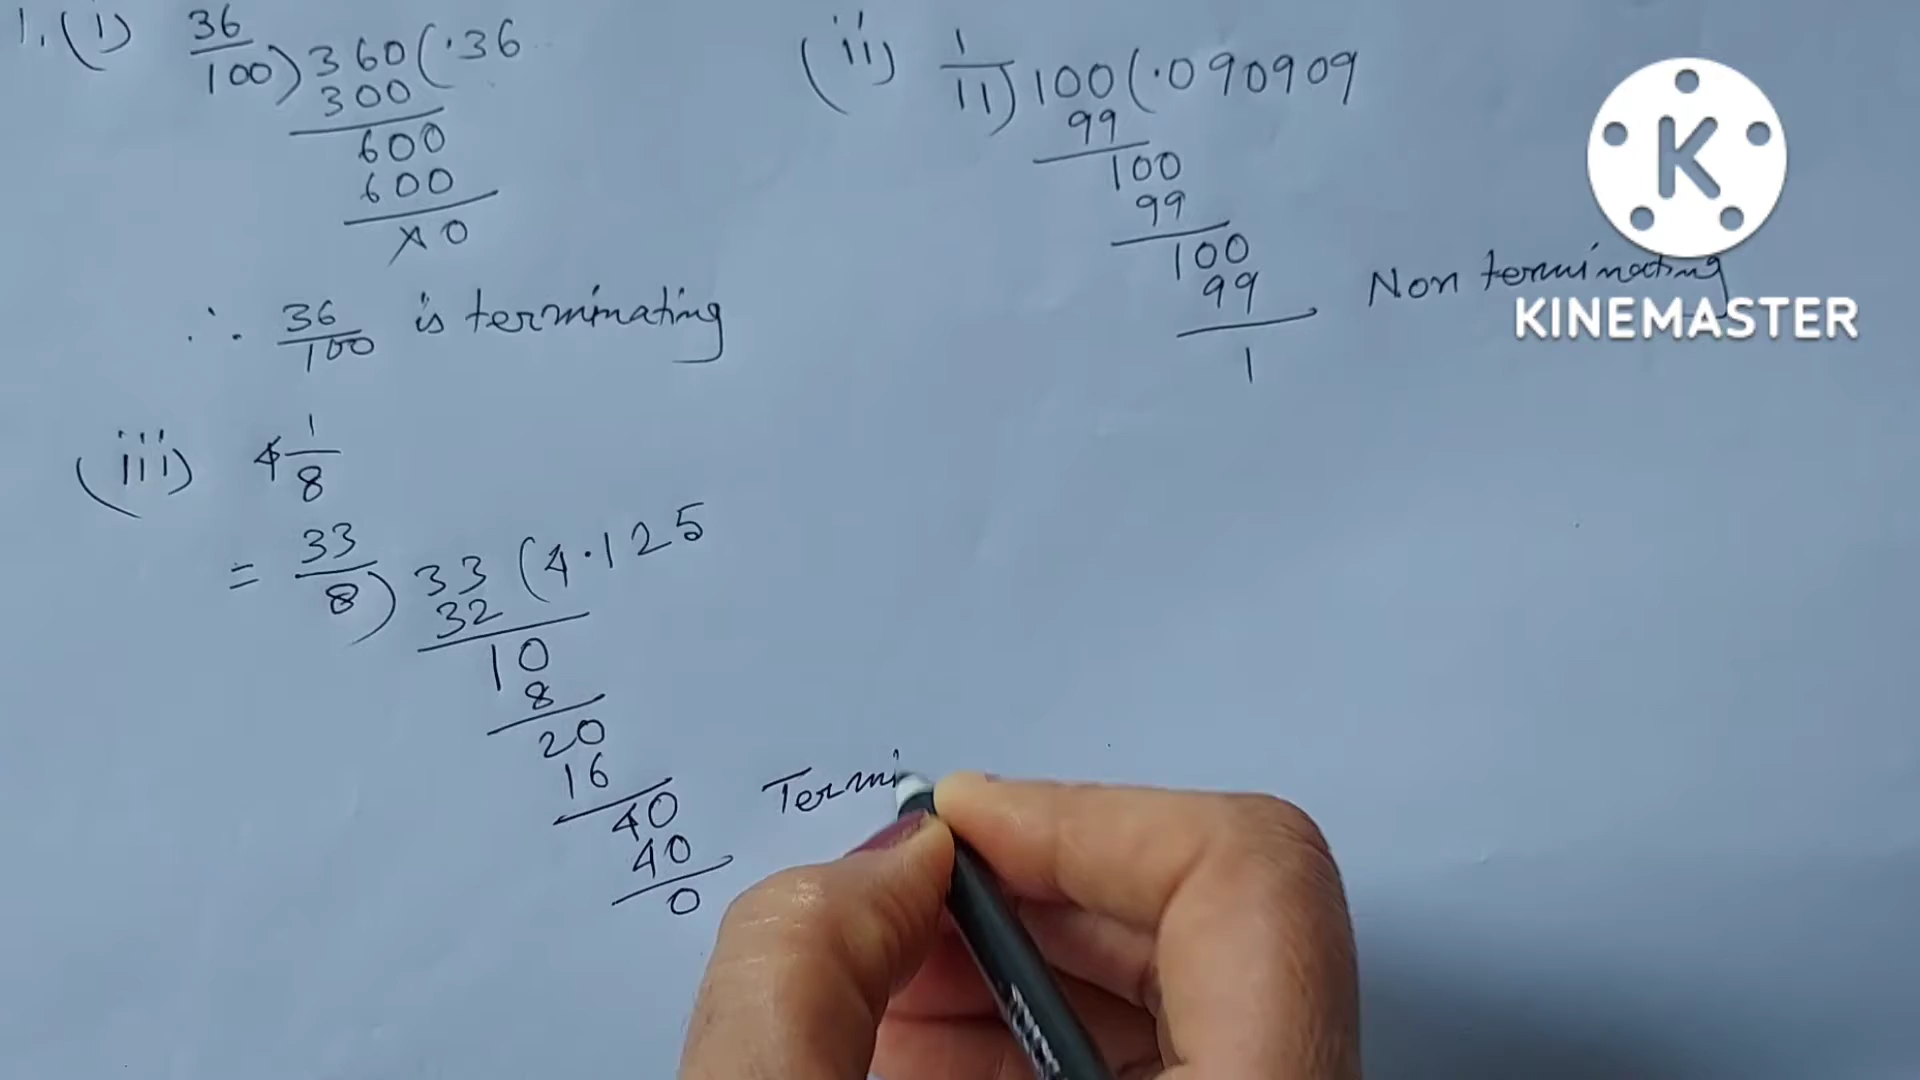 1. (i) 36/100 ) 360 ( .36
300
600
600
0
∴ 36/100 is terminating
(ii) 1/11 ) 100 ( .090909
99
100
99
100
99
1
Non terminating
KINEMASTER
(iii) 4 1/8
= 33/8 ) 33 ( 4.125
32
10
8
20
16
40
40
0
Termi